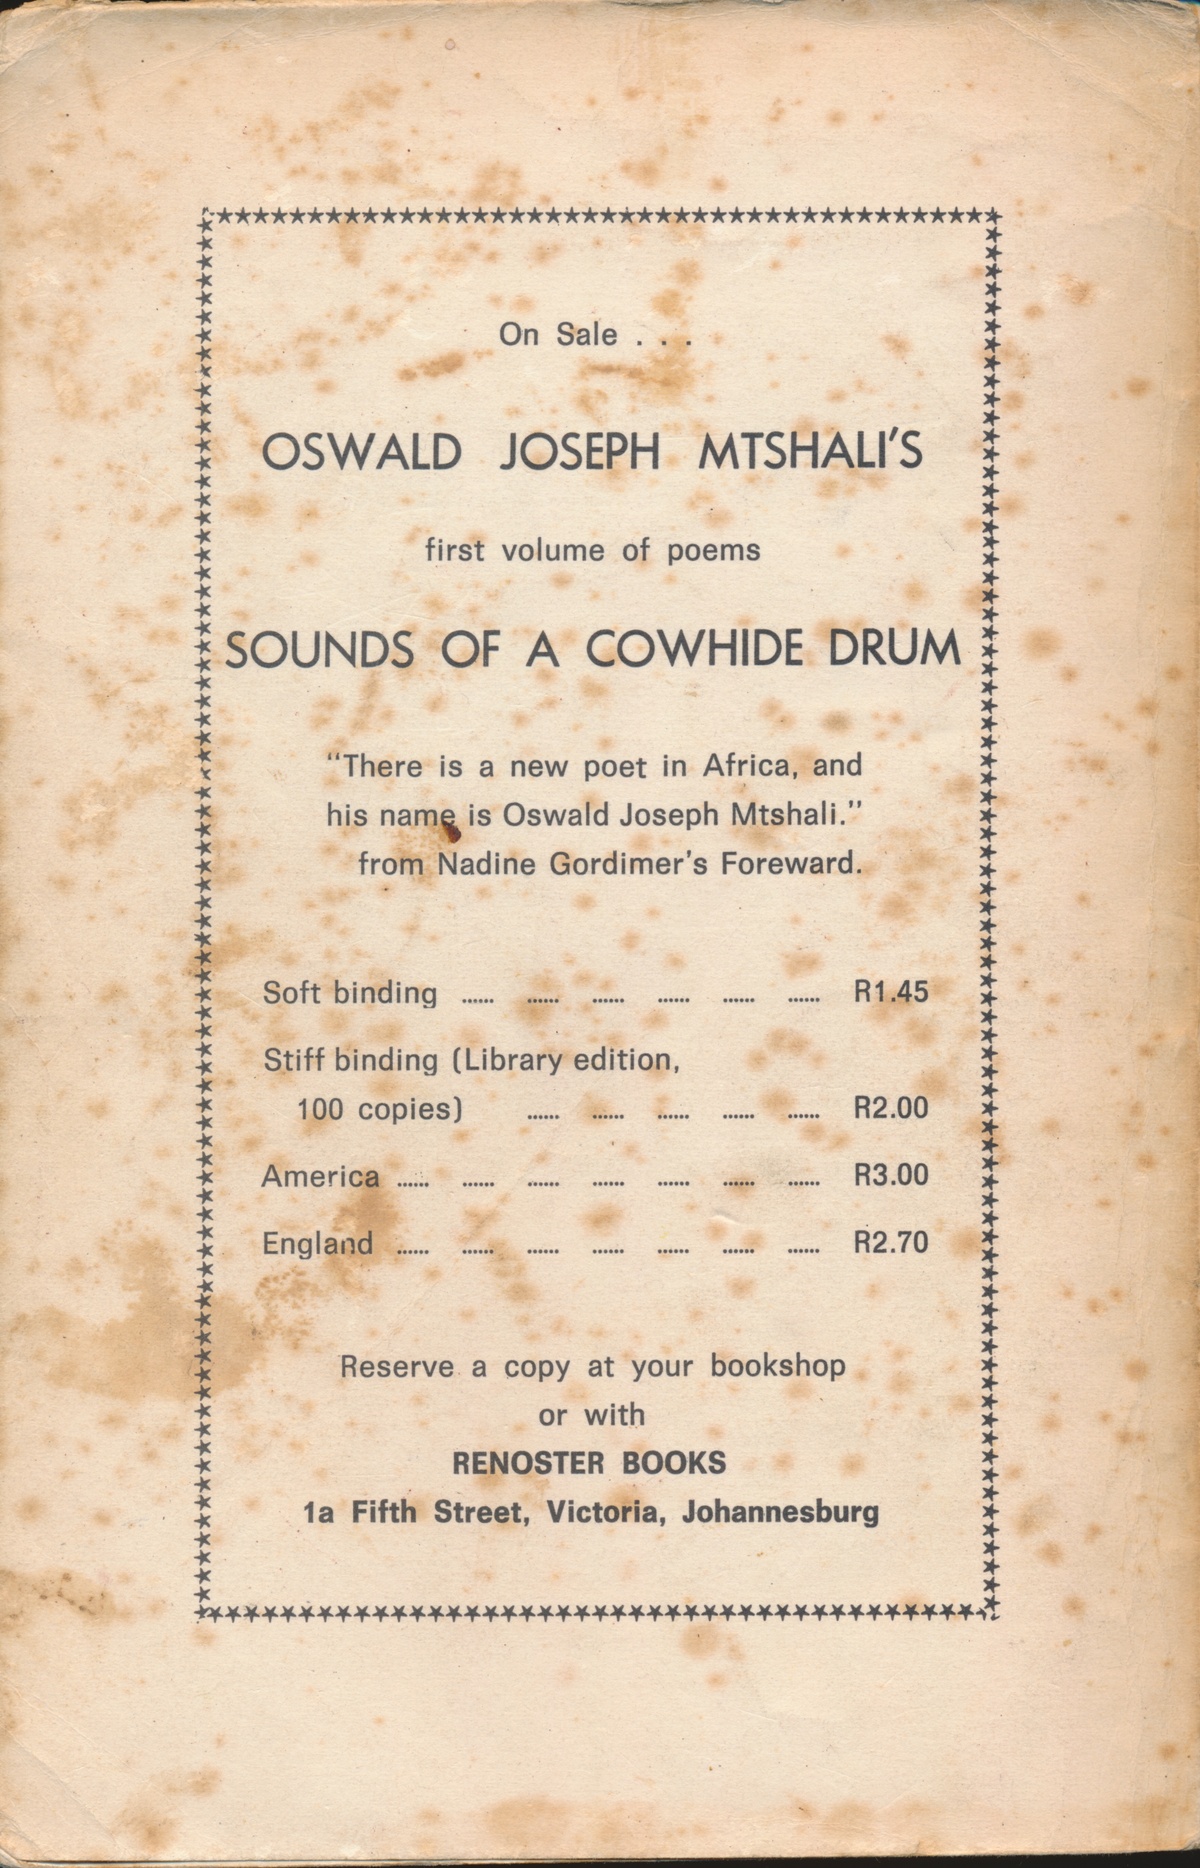 On Sale . . .
OSWALD JOSEPH MTSHALI'S
first volume of poems
SOUNDS OF A COWHIDE DRUM
"There is a new poet in Africa, and
his name is Oswald Joseph Mtshali."
from Nadine Gordimer's Foreward.
Soft binding ...... ...... ...... ...... ...... ...... R1.45
Stiff binding (Library edition,
100 copies) ...... ...... ...... ...... ...... R2.00
America ...... ...... ...... ...... ...... ...... ...... R3.00
England ...... ...... ...... ...... ...... ...... ...... R2.70
Reserve a copy at your bookshop
or with
RENOSTER BOOKS
1a Fifth Street, Victoria, Johannesburg